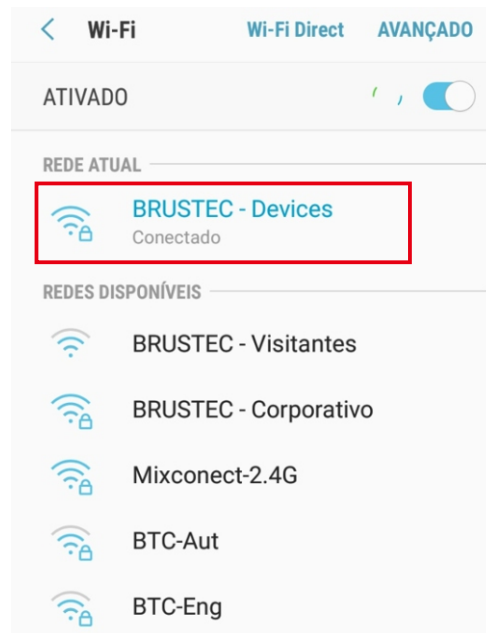 Wi-Fi Wi-Fi Direct AVANÇADO
ATIVADO
REDE ATUAL
BRUSTEC - Devices
Conectado
REDES DISPONÍVEIS
BRUSTEC - Visitantes
BRUSTEC - Corporativo
Mixconect-2.4G
BTC-Aut
BTC-Eng